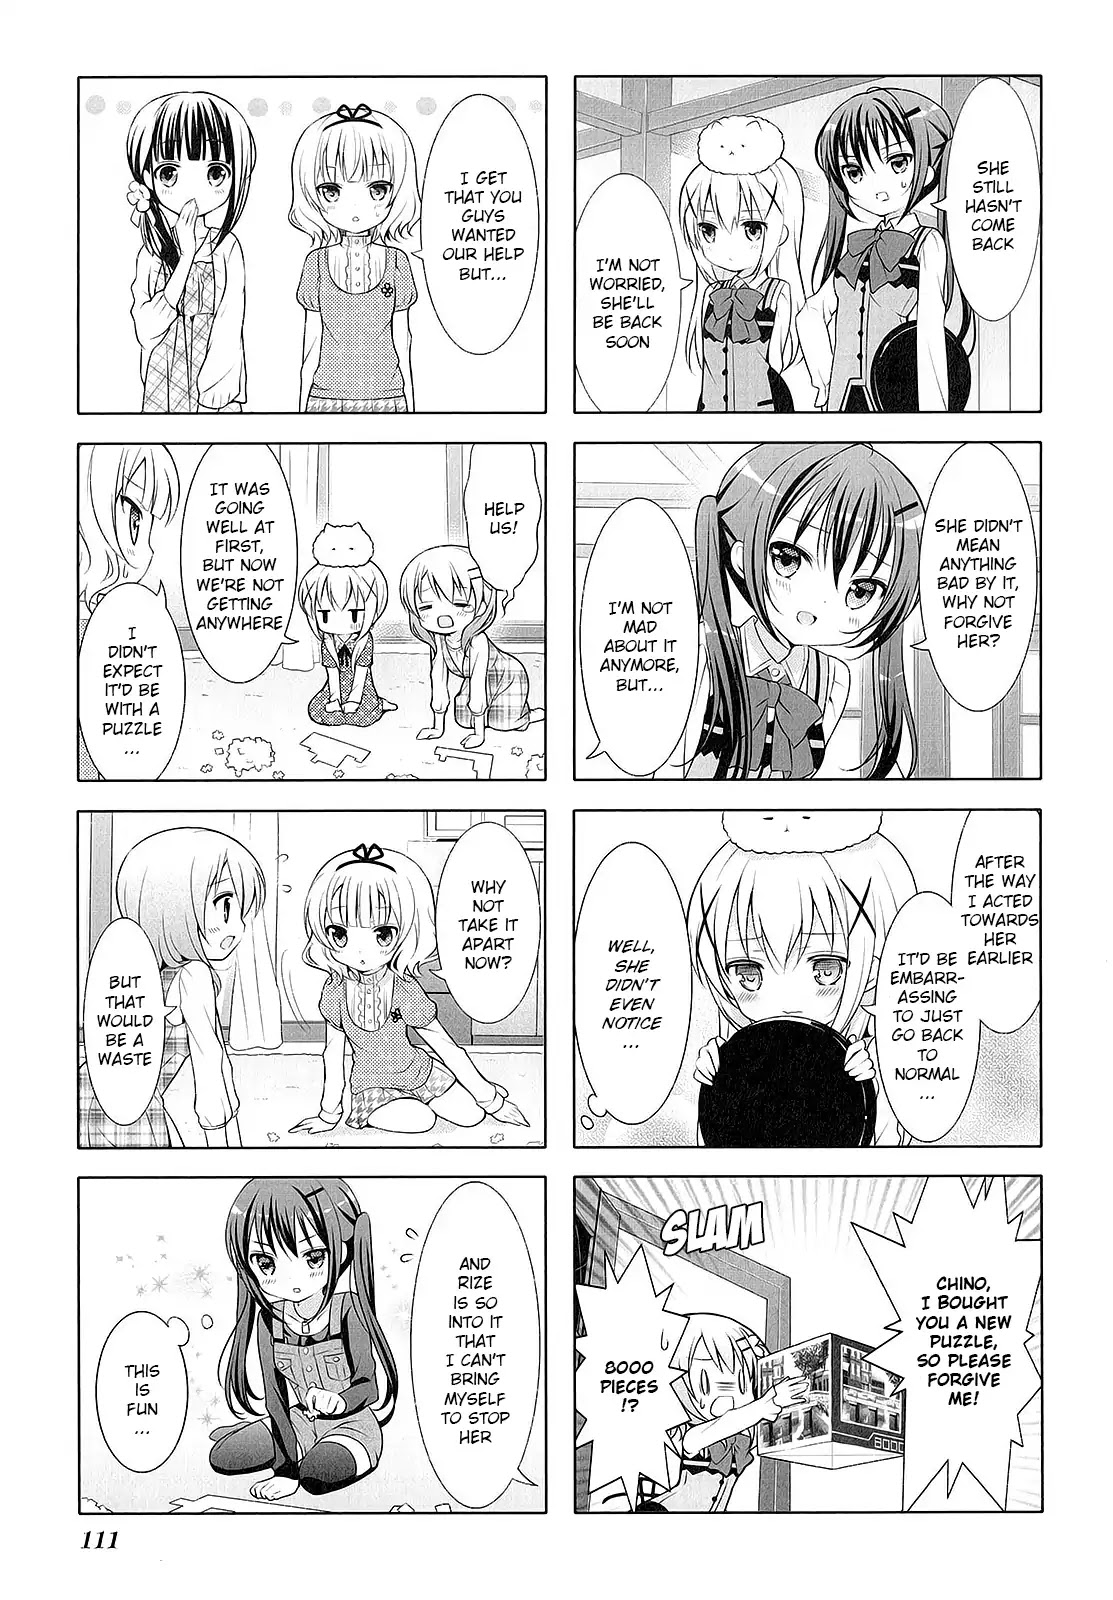 SHE
STILL
HASN'T
COME
BACK
I'M NOT
WORRIED,
SHE'LL
BE BACK
SOON
SHE DIDN'T
MEAN
ANYTHING
BAD BY IT,
WHY NOT
FORGIVE
HER?
I'M NOT
MAD
ABOUT IT
ANYMORE,
BUT...
AFTER
THE WAY
I ACTED
TOWARDS
HER
EARLIER
IT'D BE
EMBARR-
ASSING
TO JUST
GO BACK
TO
NORMAL
...
WELL,
SHE
DIDN'T
EVEN
NOTICE
...
SLAM
CHINO,
I BOUGHT
YOU A NEW
PUZZLE,
SO PLEASE
FORGIVE
ME!
8000
8000
PIECES
!?
I GET
THAT YOU
GUYS
WANTED
OUR HELP
BUT...
HELP
US!
IT WAS
GOING
WELL AT
FIRST,
BUT NOW
WE'RE NOT
GETTING
ANYWHERE
I
DIDN'T
EXPECT
IT'D BE
WITH A
PUZZLE
...
WHY
NOT
TAKE IT
APART
NOW?
BUT
THAT
WOULD
BE A
WASTE
AND
RIZE
IS SO
INTO IT
THAT
I CAN'T
BRING
MYSELF
TO STOP
HER
THIS
IS
FUN
...
111